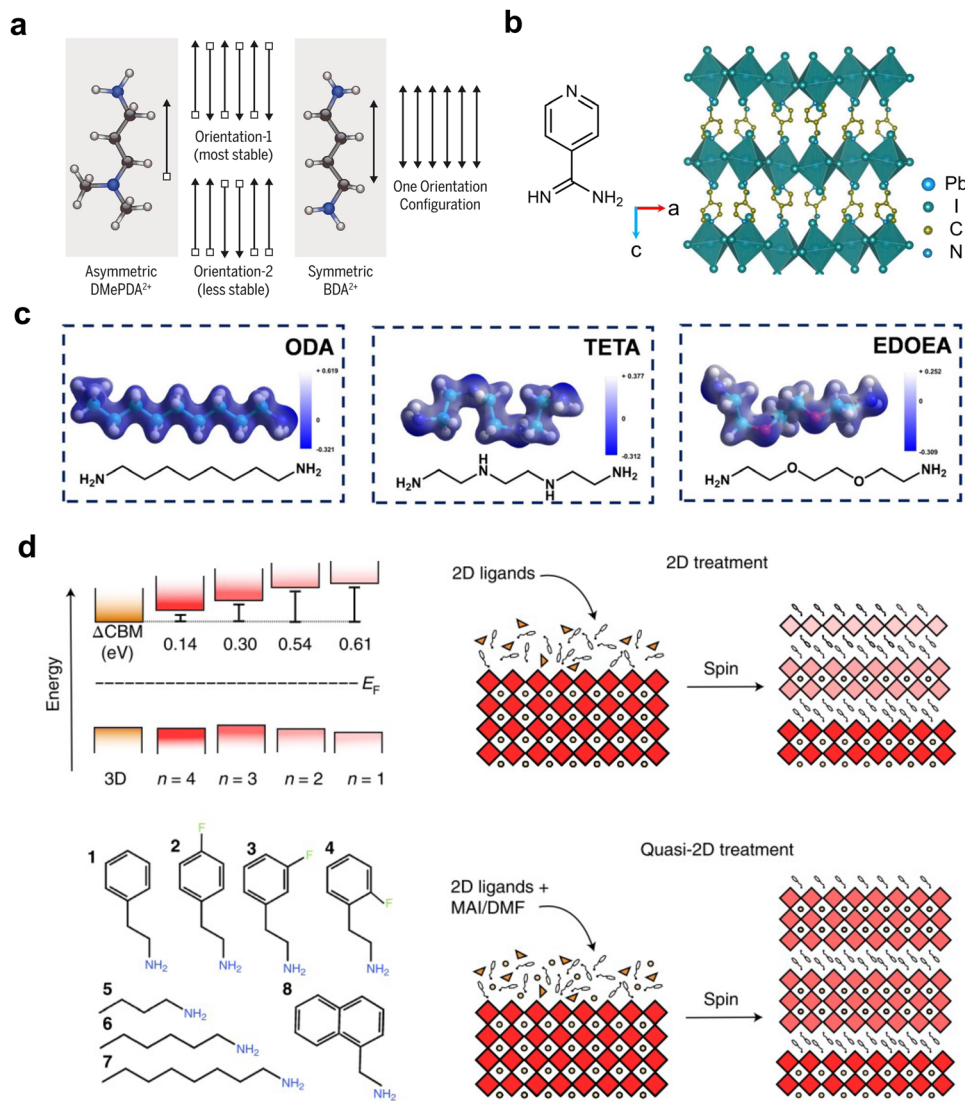 a
Orientation-1
(most stable)
Orientation-2
(less stable)
Asymmetric
DMePDA²⁺
One Orientation
Configuration
Symmetric
BDA²⁺
b
N
HN
NH₂
a
c
Pb
I
C
N
c
ODA
+ 0.619
0
-0.321
H₂N
NH₂
TETA
+ 0.377
0
-0.312
H₂N
H
N
N
H
NH₂
EDOEA
+ 0.252
0
-0.309
H₂N
O
O
NH₂
d
Energy
ΔCBM
(eV)
0.14
0.30
0.54
0.61
E_F
3D
n = 4
n = 3
n = 2
n = 1
2D ligands
2D treatment
Spin
1
NH₂
2
F
NH₂
3
F
NH₂
4
F
NH₂
5
NH₂
6
NH₂
7
NH₂
8
NH₂
Quasi-2D treatment
2D ligands +
MAI/DMF
Spin